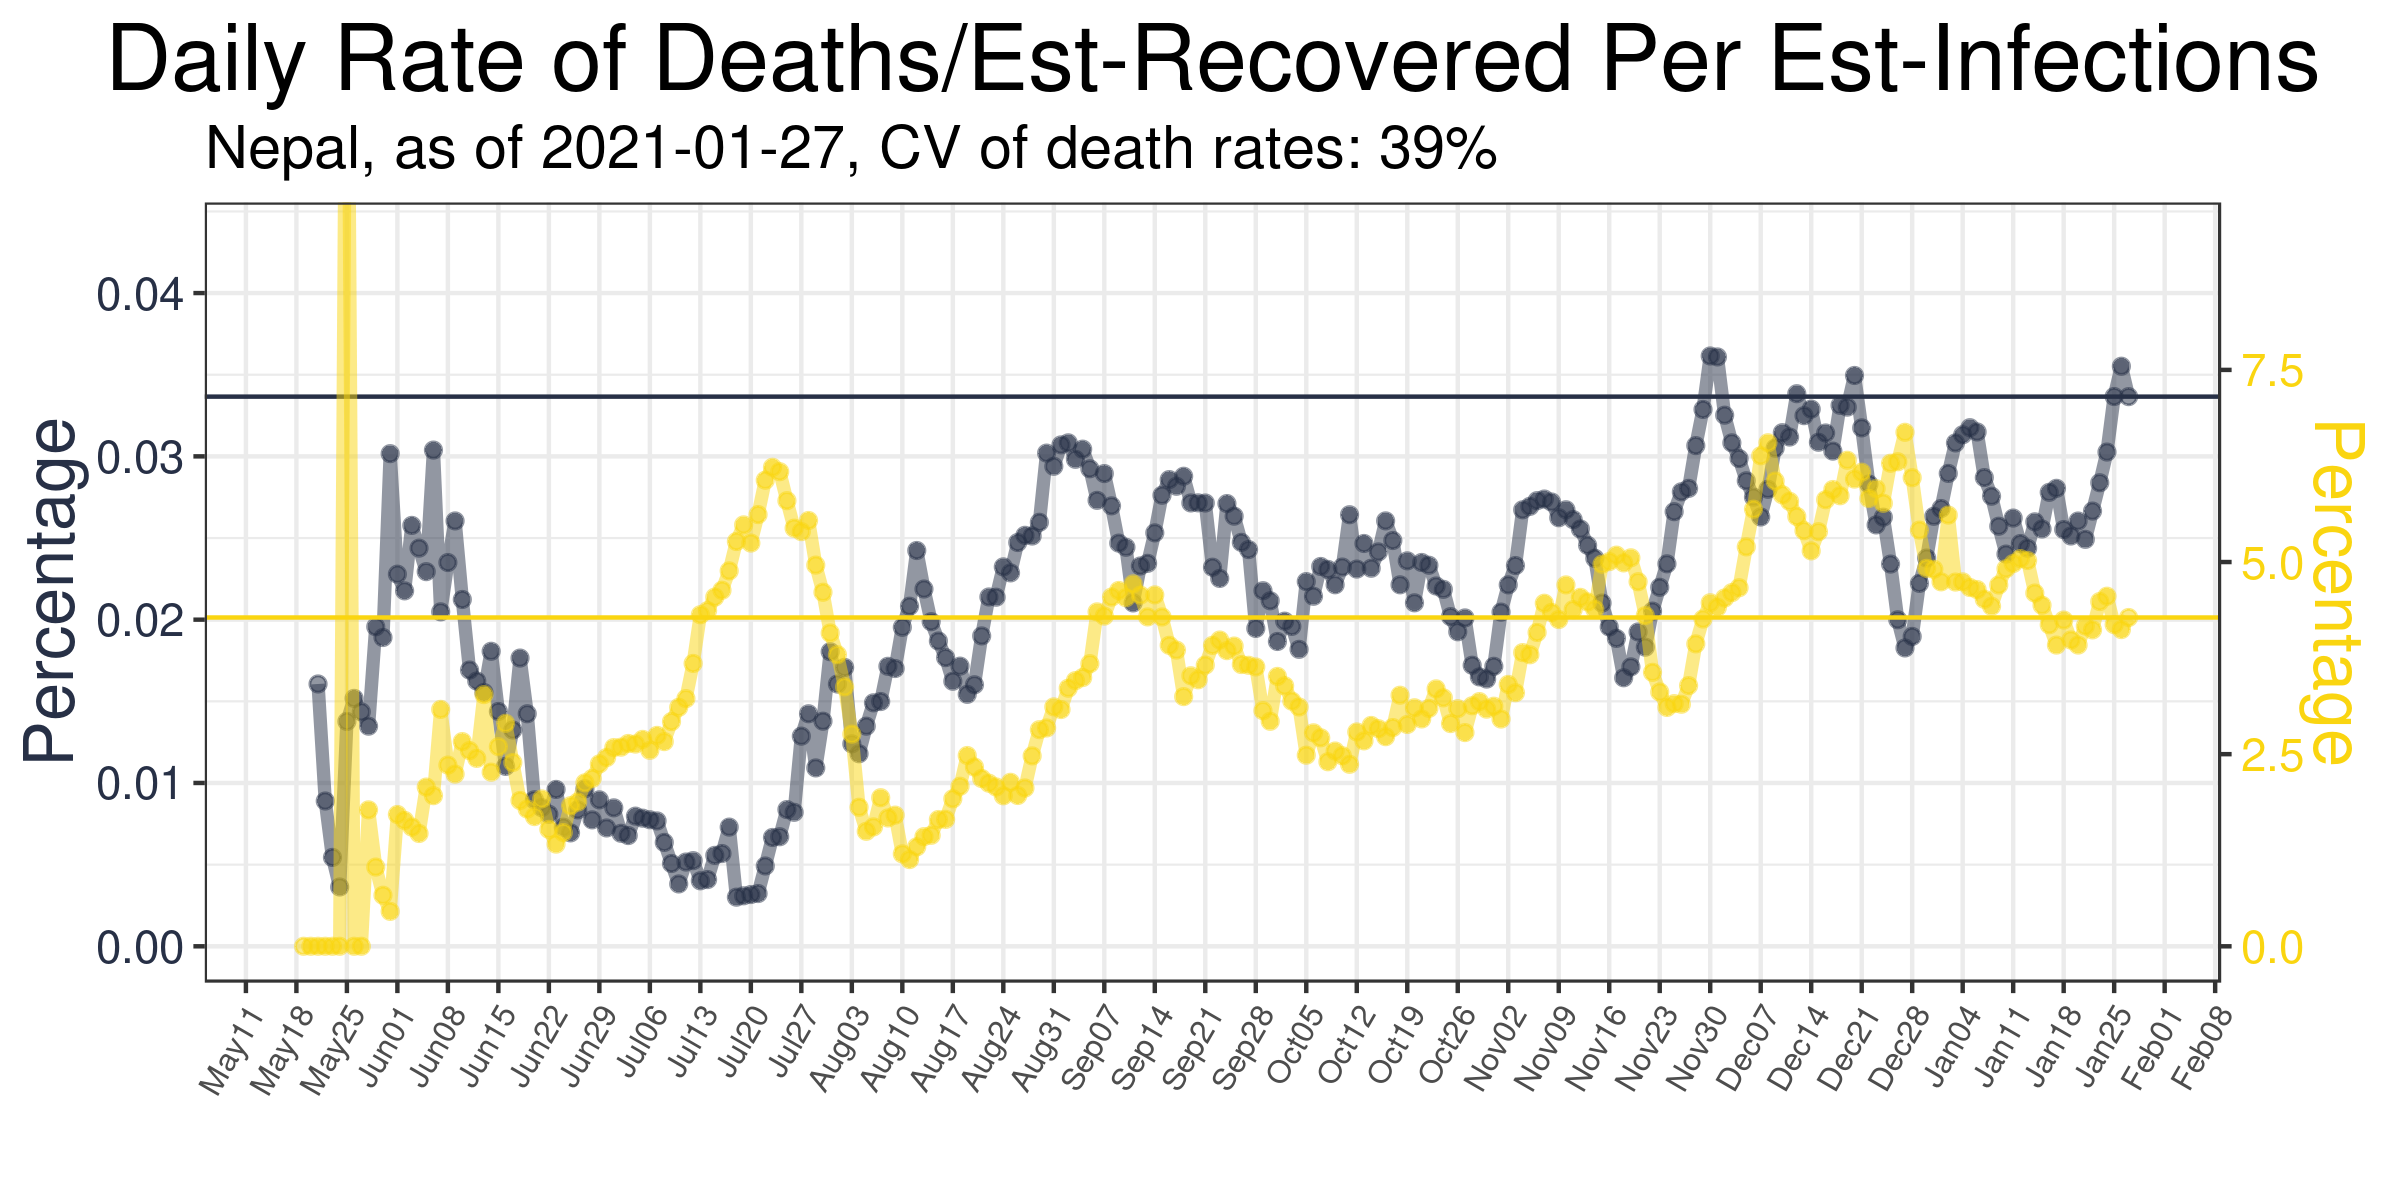 Daily Rate of Deaths/Est-Recovered Per Est-Infections
Nepal, as of 2021-01-27, CV of death rates: 39%
Percentage
0.04
0.03
0.02
0.01
0.00
7.5
5.0
2.5
0.0
Percentage
May11
May18
May25
Jun01
Jun08
Jun15
Jun22
Jun29
Jul06
Jul13
Jul20
Jul27
Aug03
Aug10
Aug17
Aug24
Aug31
Sep07
Sep14
Sep21
Sep28
Oct05
Oct12
Oct19
Oct26
Nov02
Nov09
Nov16
Nov23
Nov30
Dec07
Dec14
Dec21
Dec28
Jan04
Jan11
Jan18
Jan25
Feb01
Feb08